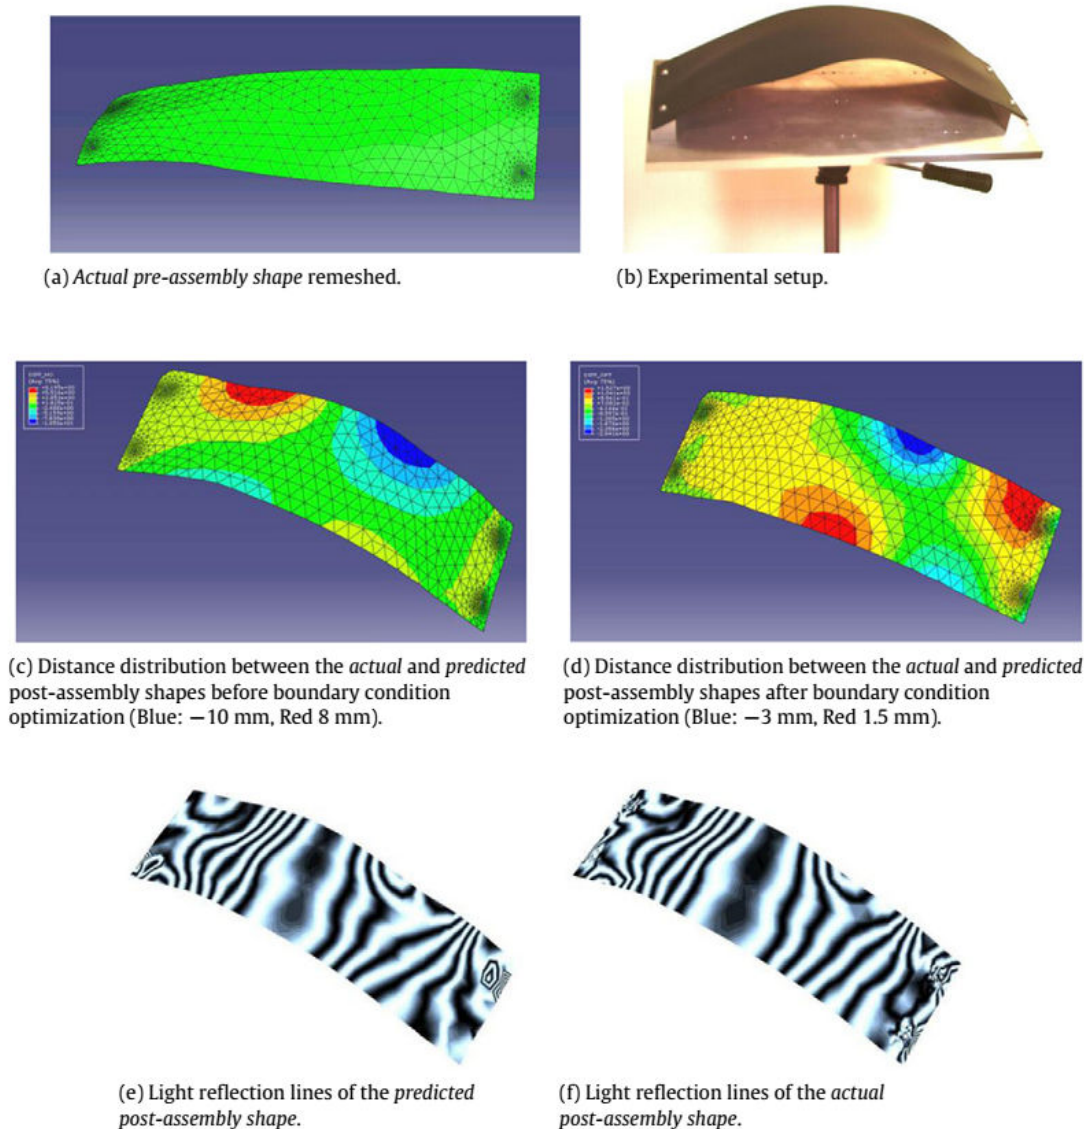 (a) Actual pre-assembly shape remeshed.
(b) Experimental setup.
(c) Distance distribution between the actual and predicted
post-assembly shapes before boundary condition
optimization (Blue: −10 mm, Red 8 mm).
(d) Distance distribution between the actual and predicted
post-assembly shapes after boundary condition
optimization (Blue: −3 mm, Red 1.5 mm).
(e) Light reflection lines of the predicted
post-assembly shape.
(f) Light reflection lines of the actual
post-assembly shape.